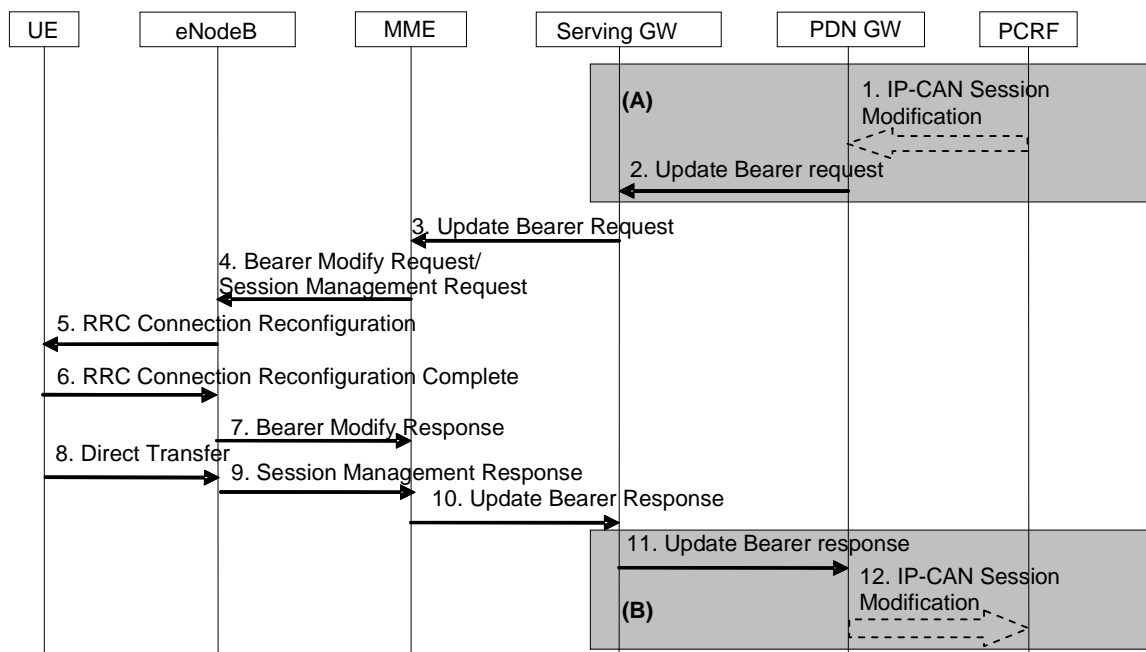 UE eNodeB MME Serving GW PDN GW PCRF
(A)
1. IP-CAN Session
Modification
2. Update Bearer request
3. Update Bearer Request
4. Bearer Modify Request/
Session Management Request
5. RRC Connection Reconfiguration
6. RRC Connection Reconfiguration Complete
7. Bearer Modify Response
8. Direct Transfer
9. Session Management Response
10. Update Bearer Response
11. Update Bearer response
12. IP-CAN Session
Modification
(B)